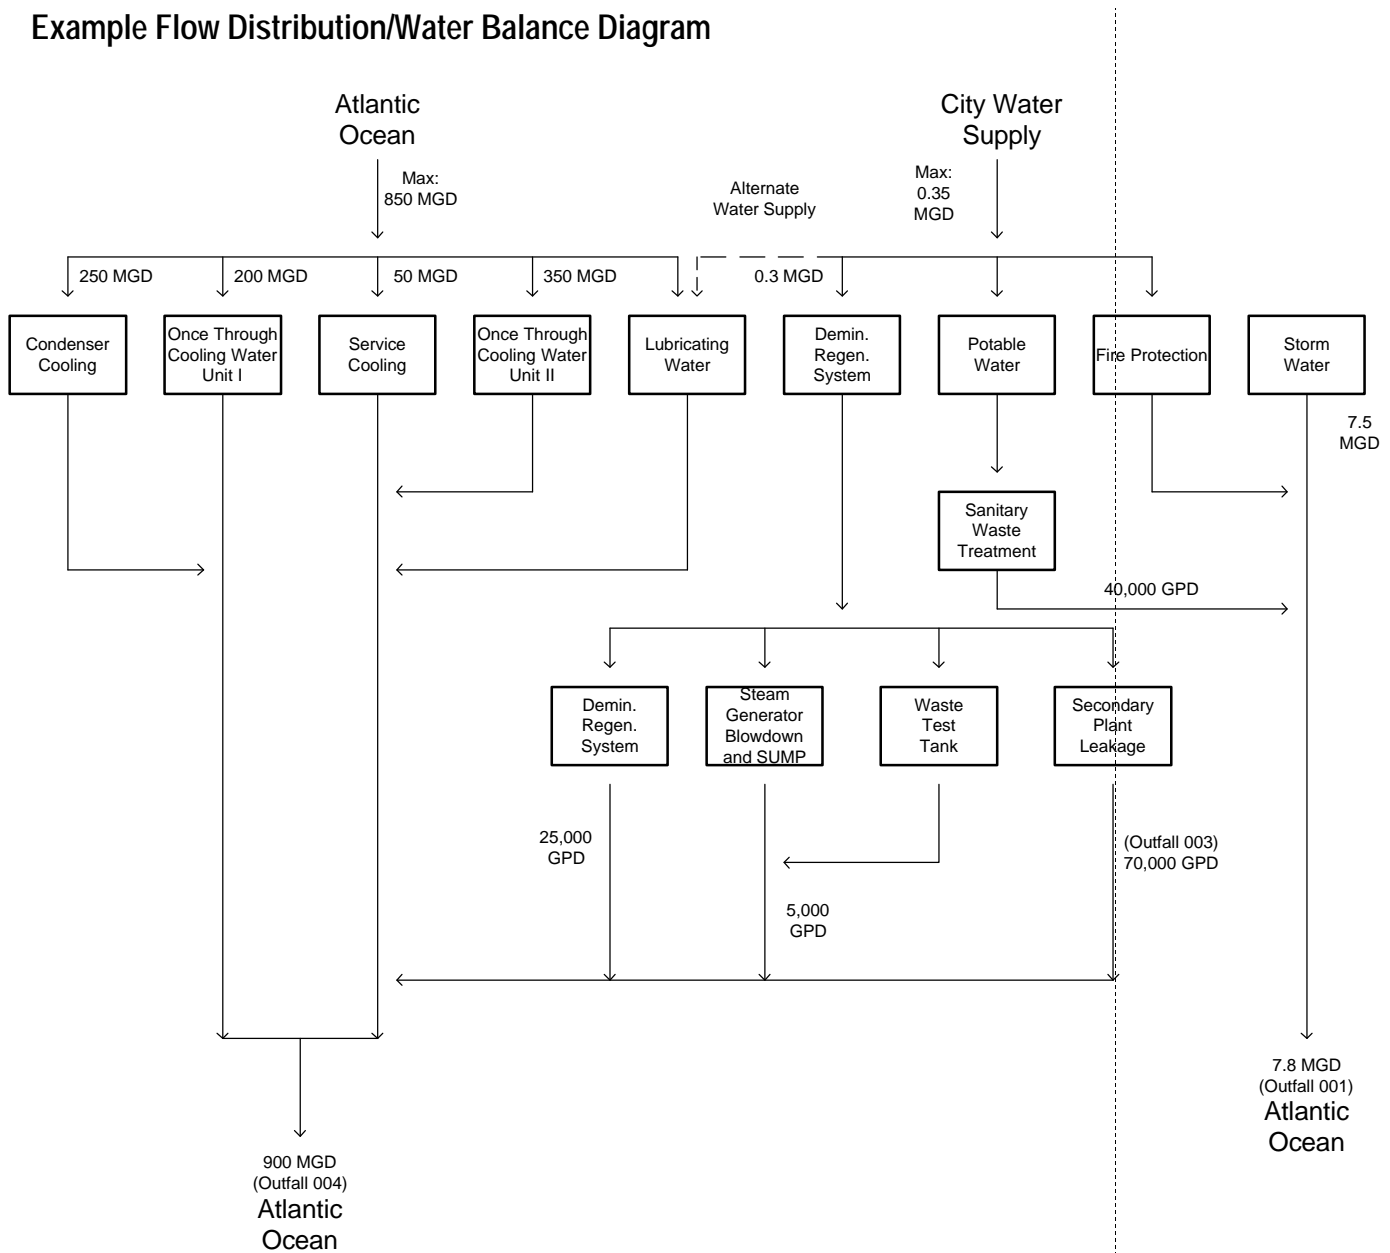 Example Flow Distribution/Water Balance Diagram
Atlantic
Ocean
City Water
Supply
Max:
850 MGD
Alternate
Water Supply
Max:
0.35
MGD
250 MGD
200 MGD
50 MGD
350 MGD
0.3 MGD
Condenser
Cooling
Once Through
Cooling Water
Unit I
Service
Cooling
Once Through
Cooling Water
Unit II
Lubricating
Water
Demin.
Regen.
System
Potable
Water
Fire Protection
Storm
Water
7.5
MGD
Sanitary
Waste
Treatment
40,000 GPD
Demin.
Regen.
System
Steam
Generator
Blowdown
and SUMP
Waste
Test
Tank
Secondary
Plant
Leakage
25,000
GPD
(Outfall 003)
70,000 GPD
5,000
GPD
7.8 MGD
(Outfall 001)
Atlantic
Ocean
900 MGD
(Outfall 004)
Atlantic
Ocean